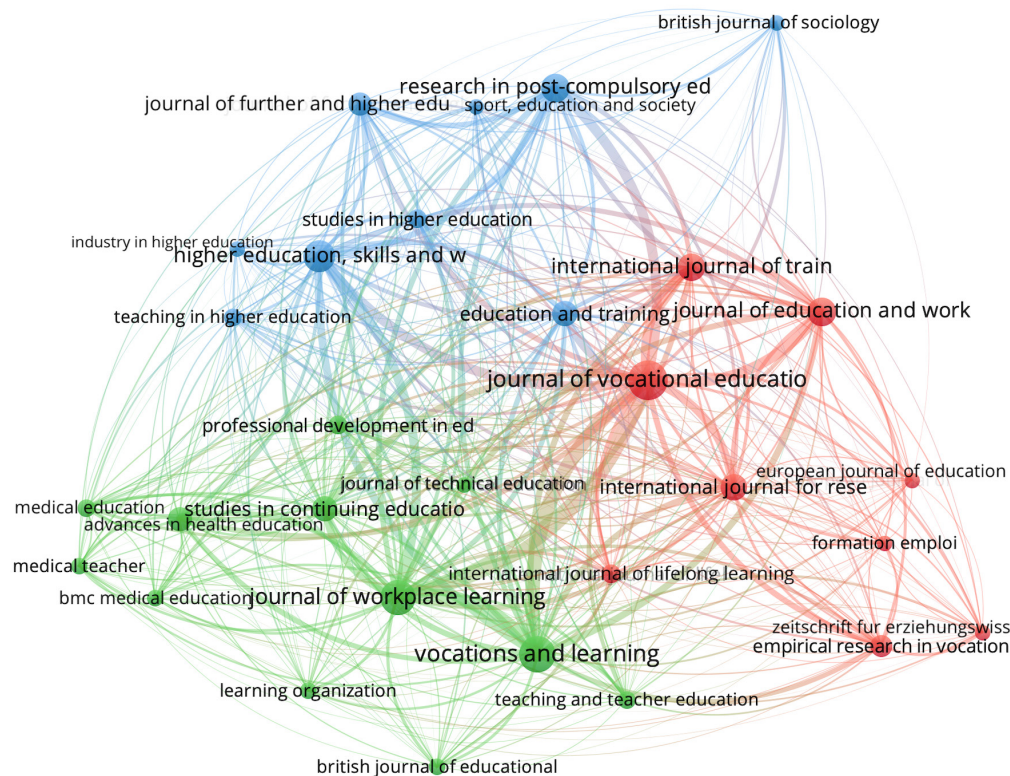 british journal of sociology
research in post-compulsory ed
journal of further and higher edu
sport, education and society
studies in higher education
industry in higher education
higher education, skills and w
international journal of train
teaching in higher education
education and training
journal of education and work
journal of vocational educatio
professional development in ed
european journal of education
journal of technical education
international journal for rese
medical education
studies in continuing educatio
advances in health education
formation emploi
medical teacher
international journal of lifelong learning
bmc medical education
journal of workplace learning
zeitschrift fur erziehungswiss
empirical research in vocation
vocations and learning
learning organization
teaching and teacher education
british journal of educational